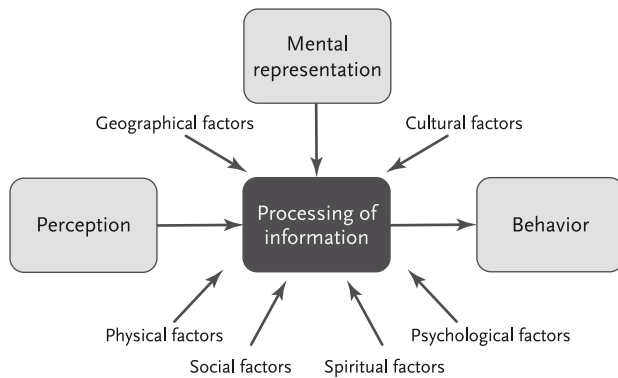 Mental
representation
Geographical factors
Cultural factors
Perception
Processing of
information
Behavior
Physical factors
Psychological factors
Social factors
Spiritual factors